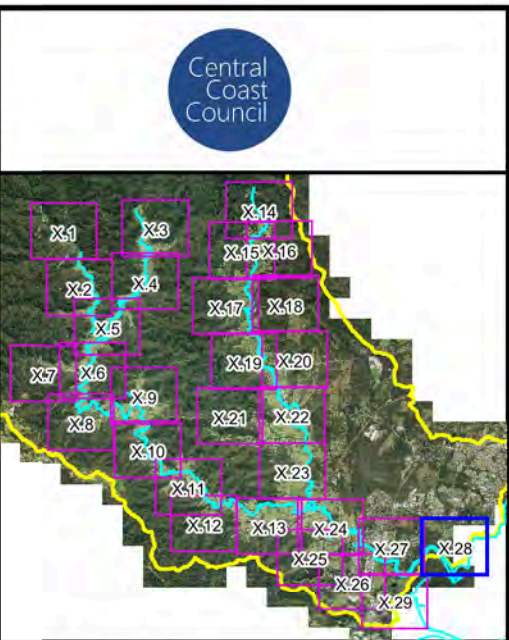 Central
Coast
Council
X.14
X.1
X.3
X.15
X.16
X.2
X.4
X.17
X.18
X.5
X.19
X.20
X.7
X.6
X.9
X.21
X.22
X.8
X.10
X.23
X.11
X.12
X.13
X.24
X.27
X.28
X.25
X.26
X.29